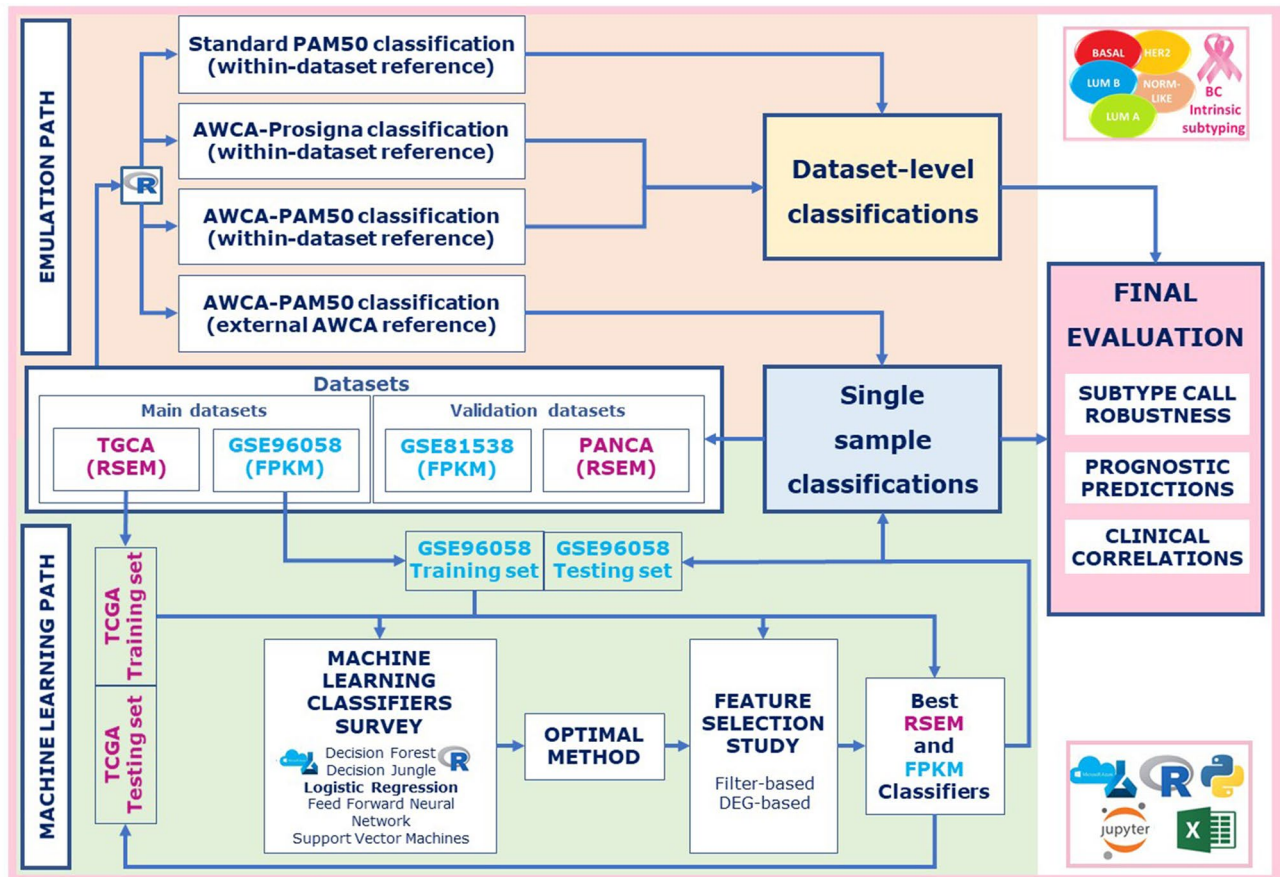 EMULATION PATH
Standard PAM50 classification
(within-dataset reference)
AWCA-Prosigna classification
(within-dataset reference)
AWCA-PAM50 classification
(within-dataset reference)
AWCA-PAM50 classification
(external AWCA reference)
R
Dataset-level
classifications
BASAL
HER2
LUM B
NORM-
LIKE
LUM A
BC
Intrinsic
subtyping
FINAL
EVALUATION
SUBTYPE CALL
ROBUSTNESS
PROGNOSTIC
PREDICTIONS
CLINICAL
CORRELATIONS
Datasets
Main datasets
TGCA
(RSEM)
GSE96058
(FPKM)
Validation datasets
GSE81538
(FPKM)
PANCA
(RSEM)
Single
sample
classifications
MACHINE LEARNING PATH
TCGA
Training set
TCGA
Testing set
GSE96058
Training set
GSE96058
Testing set
MACHINE
LEARNING
CLASSIFIERS
SURVEY
Decision Forest
Decision Jungle
R
Logistic Regression
Feed Forward Neural
Network
Support Vector Machines
OPTIMAL
METHOD
FEATURE
SELECTION
STUDY
Filter-based
DEG-based
Best
RSEM
and
FPKM
Classifiers
R
jupyter
X